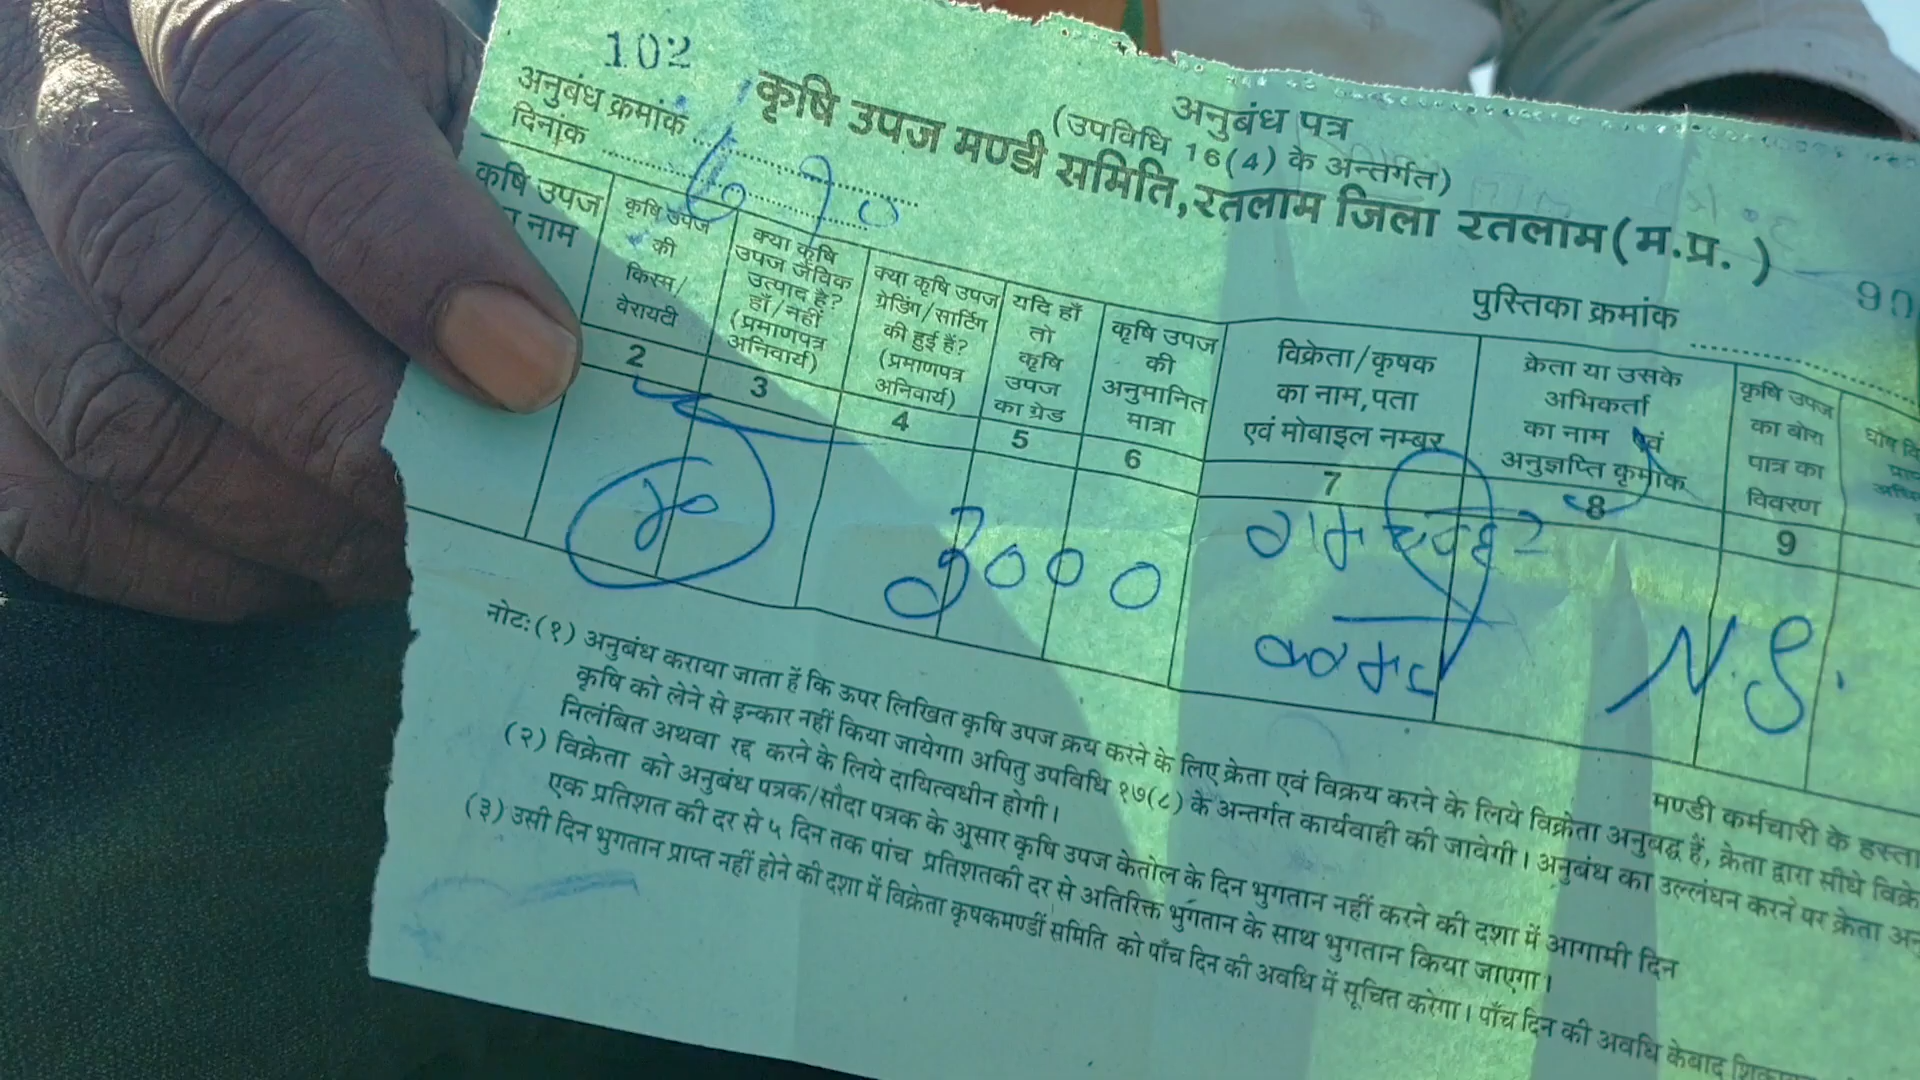 102
अनुबंध पत्र
अनुबंध क्रमांक
(उपविधि 16(4) के अन्तर्गत)
दिनांक
कृषि उपज मण्डी समिति, रतलाम जिला रतलाम (म.प्र. )
पुस्तिका क्रमांक
90
कृषि उपज
नाम
कृषि उपज
की
किस्म/
वेरायटी
क्या कृषि
उपज जैविक
उत्पाद है?
हाँ/नहीं
(प्रमाणपत्र
अनिवार्य)
क्या कृषि उपज
ग्रेडिंग/सार्टिंग
की हुई है?
(प्रमाणपत्र
अनिवार्य)
यदि हाँ
तो
कृषि
उपज
का ग्रेड
कृषि उपज
की
अनुमानित
मात्रा
विक्रेता/कृषक
का नाम, पता
एवं मोबाइल नम्बर
क्रेता या उसके
अभिकर्ता
का नाम एवं
अनुज्ञप्ति कृमांक
कृषि उपज
का बोरा
पात्र का
विवरण
2 3 4 5 6 7 8 9
3000
N.S.
मण्डी कर्मचारी के हस्ता
नोटः (१) अनुबंध कराया जाता हैं कि ऊपर लिखित कृषि उपज क्रय करने के लिए क्रेता एवं विक्रय करने के लिये विक्रेता अनुबद्ध हैं, क्रेता द्वारा सीधे विक्रे
कृषि को लेने से इन्कार नहीं किया जायेगा। अपितु उपविधि १७(८) के अन्तर्गत कार्यवाही की जावेगी। अनुबंध का उल्लंघन करने पर क्रेता
निलंबित अथवा रद्द करने के लिये दायित्वधीन होगी।
(२) विक्रेता को अनुबंध पत्रक/सौदा पत्रक के अूसार कृषि उपज केतोल के दिन भुगतान नहीं करने की दशा में आगामी दिन
एक प्रतिशत की दर से ५ दिन तक पांच प्रतिशतकी दर से अतिरिक्त भुगतान के साथ भुगतान किया जाएगा।
(३) उसी दिन भुगतान प्राप्त नहीं होने की दशा में विक्रेता कृषकमण्डीं समिति को पाँच दिन की अवधि में सूचित करेगा। पाँच दिन की अवधि केबाद